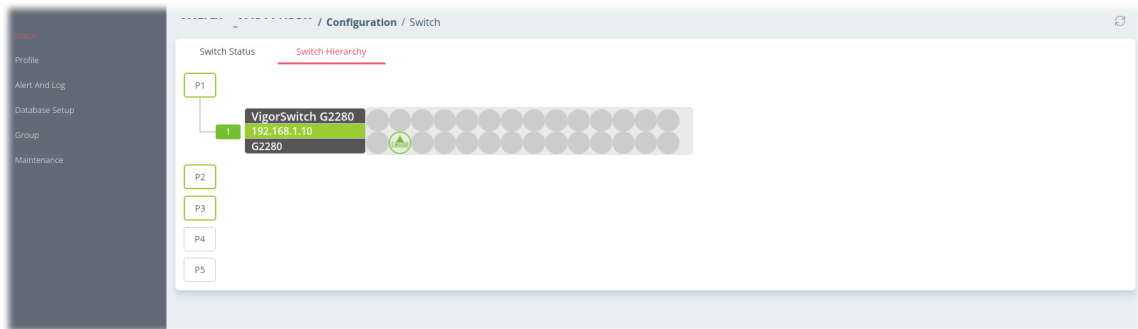 / Configuration / Switch
Status
Profile
Alert And Log
Database Setup
Group
Maintenance
Switch Status
Switch Hierarchy
P1
1
VigorSwitch G2280
192.168.1.10
G2280
P2
P3
P4
P5